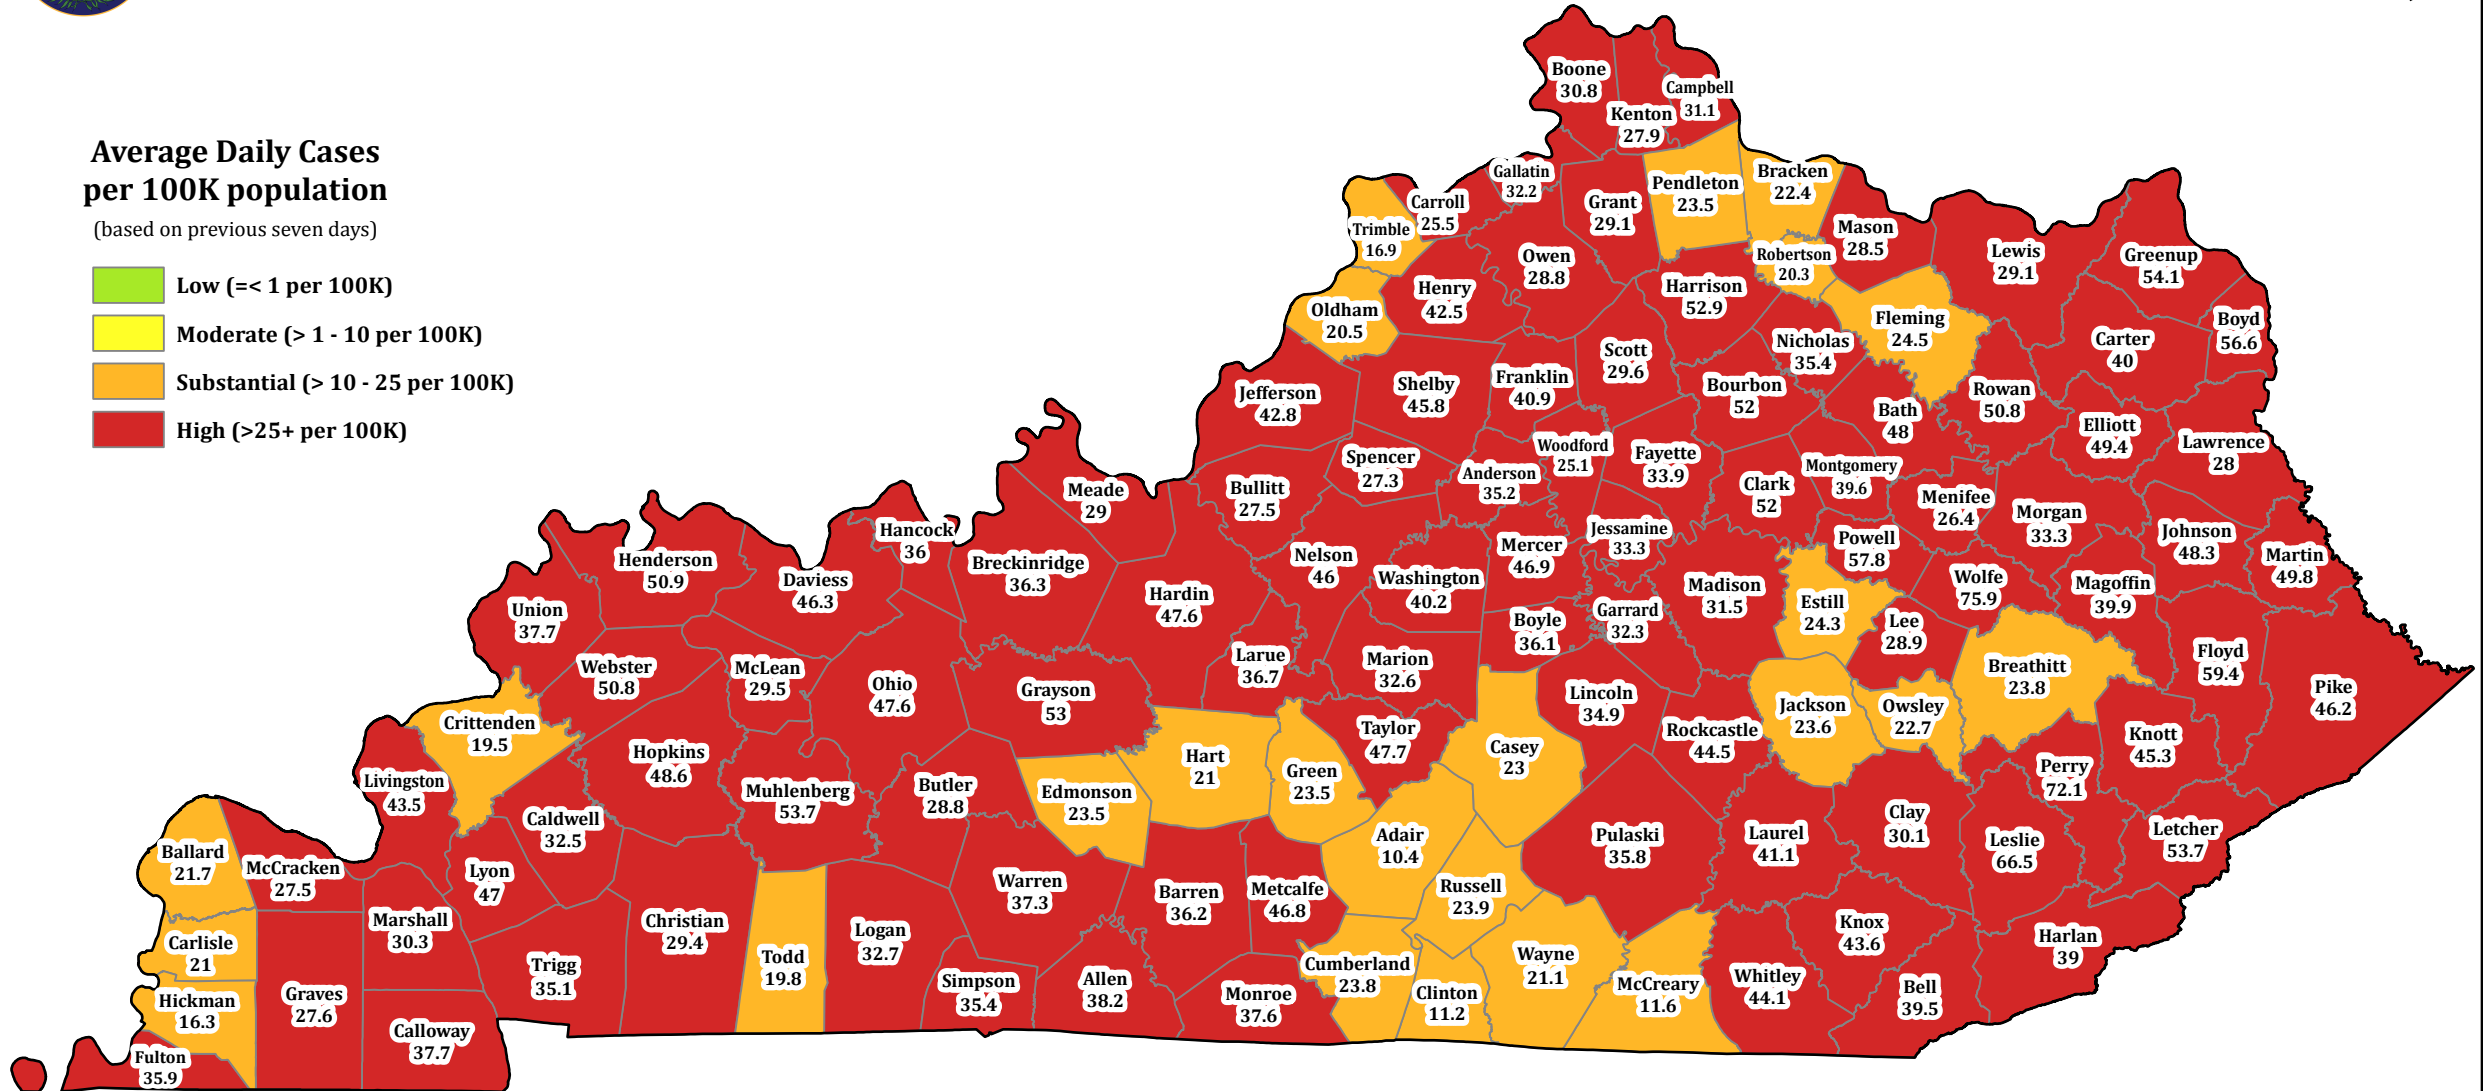 Average Daily Cases
per 100K population
(based on previous seven days)
Low (=< 1 per 100K)
Moderate (> 1 - 10 per 100K)
Substantial (> 10 - 25 per 100K)
High (>25+ per 100K)
Boone
30.8
Campbell
31.1
Kenton
27.9
Gallatin
32.2
Carroll
25.5
Grant
29.1
Pendleton
23.5
Bracken
22.4
Trimble
16.9
Mason
28.5
Robertson
20.3
Lewis
29.1
Greenup
54.1
Owen
28.8
Henry
42.5
Harrison
52.9
Oldham
20.5
Fleming
24.5
Boyd
56.6
Carter
40
Nicholas
35.4
Scott
29.6
Franklin
40.9
Shelby
45.8
Jefferson
42.8
Bourbon
52
Rowan
50.8
Bath
48
Elliott
49.4
Lawrence
28
Woodford
25.1
Fayette
33.9
Spencer
27.3
Anderson
35.2
Montgomery
39.6
Clark
52
Bullitt
27.5
Meade
29
Menifee
26.4
Morgan
33.3
Johnson
48.3
Martin
49.8
Hancock
36
Jessamine
33.3
Mercer
46.9
Powell
57.8
Nelson
46
Henderson
50.9
Daviess
46.3
Breckinridge
36.3
Washington
40.2
Madison
31.5
Wolfe
75.9
Magoffin
39.9
Hardin
47.6
Union
37.7
Estill
24.3
Garrard
32.3
Boyle
36.1
Lee
28.9
Floyd
59.4
Larue
36.7
Marion
32.6
Breathitt
23.8
Webster
50.8
McLean
29.5
Ohio
47.6
Grayson
53
Lincoln
34.9
Pike
46.2
Jackson
23.6
Owsley
22.7
Crittenden
19.5
Taylor
47.7
Rockcastle
44.5
Knott
45.3
Casey
23
Hopkins
48.6
Hart
21
Green
23.5
Perry
72.1
Livingston
43.5
Butler
28.8
Muhlenberg
53.7
Edmonson
23.5
Clay
30.1
Caldwell
32.5
Adair
10.4
Pulaski
35.8
Laurel
41.1
Leslie
66.5
Letcher
53.7
Ballard
21.7
McCracken
27.5
Lyon
47
Warren
37.3
Barren
36.2
Metcalfe
46.8
Russell
23.9
Marshall
30.3
Christian
29.4
Logan
32.7
Knox
43.6
Harlan
39
Carlisle
21
Todd
19.8
Trigg
35.1
Wayne
21.1
Cumberland
23.8
Simpson
35.4
Allen
38.2
Whitley
44.1
McCreary
11.6
Bell
39.5
Hickman
16.3
Graves
27.6
Monroe
37.6
Clinton
11.2
Calloway
37.7
Fulton
35.9